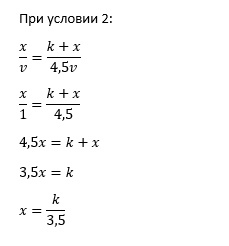 При условии 2:
x/v = k + x/4,5v
x/1 = k + x/4,5
4,5x = k + x
3,5x = k
x = k/3,5